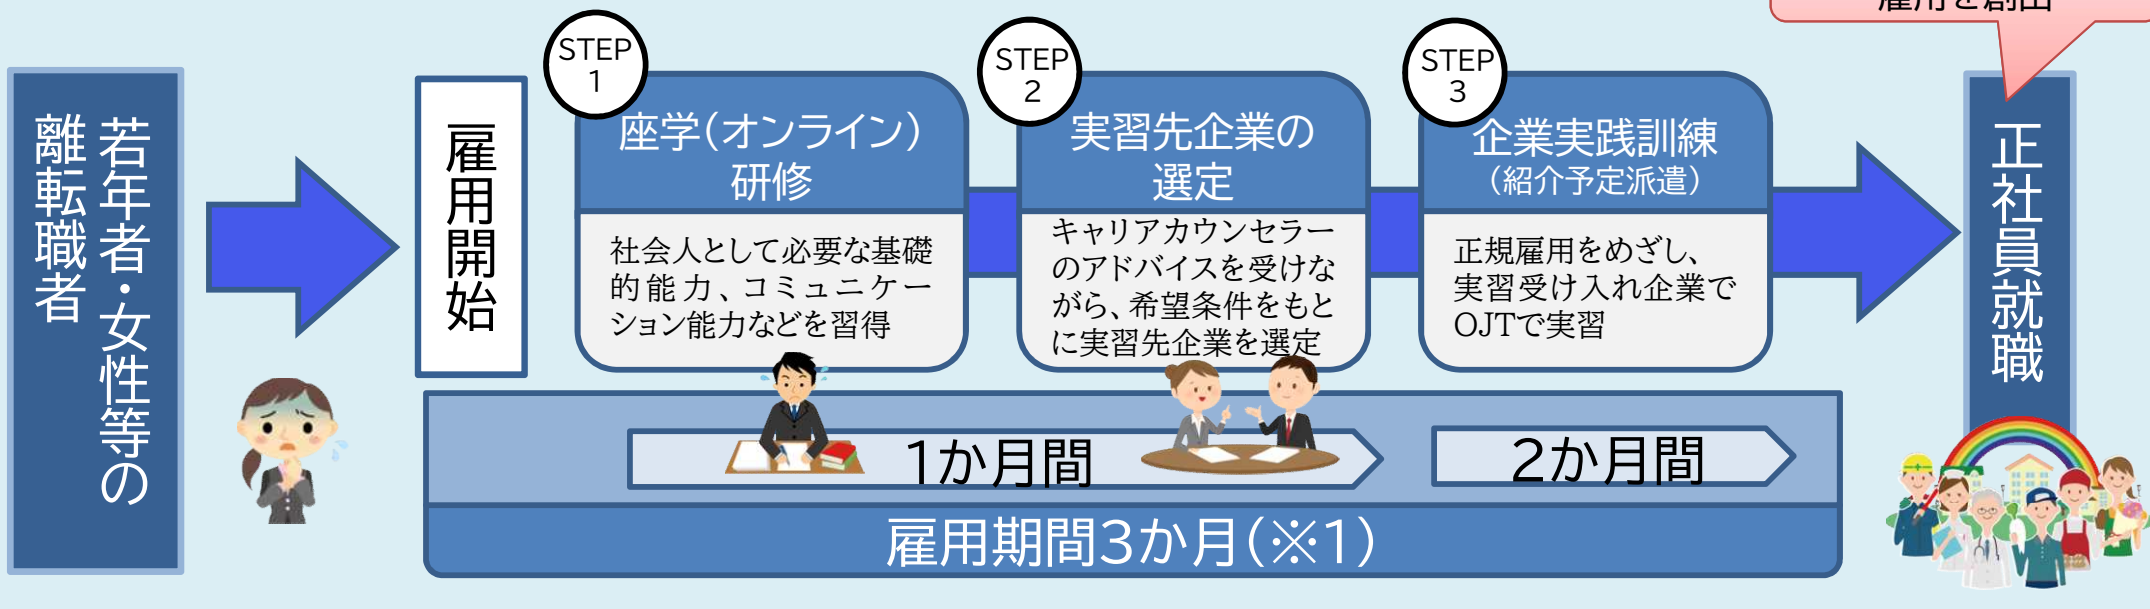 雇用を創出
若年者・女性等の
離転職者
雇用開始
STEP
1
座学(オンライン)
研修
社会人として必要な基礎
的能力、コミュニケー
ション能力などを習得
STEP
2
実習先企業の
選定
キャリアカウンセラー
のアドバイスを受けな
がら、希望条件をもと
に実習先企業を選定
STEP
3
企業実践訓練
(紹介予定派遣)
正規雇用をめざし、
実習受け入れ企業で
OJTで実習
正社員就職
1か月間
2か月間
雇用期間3か月(※1)